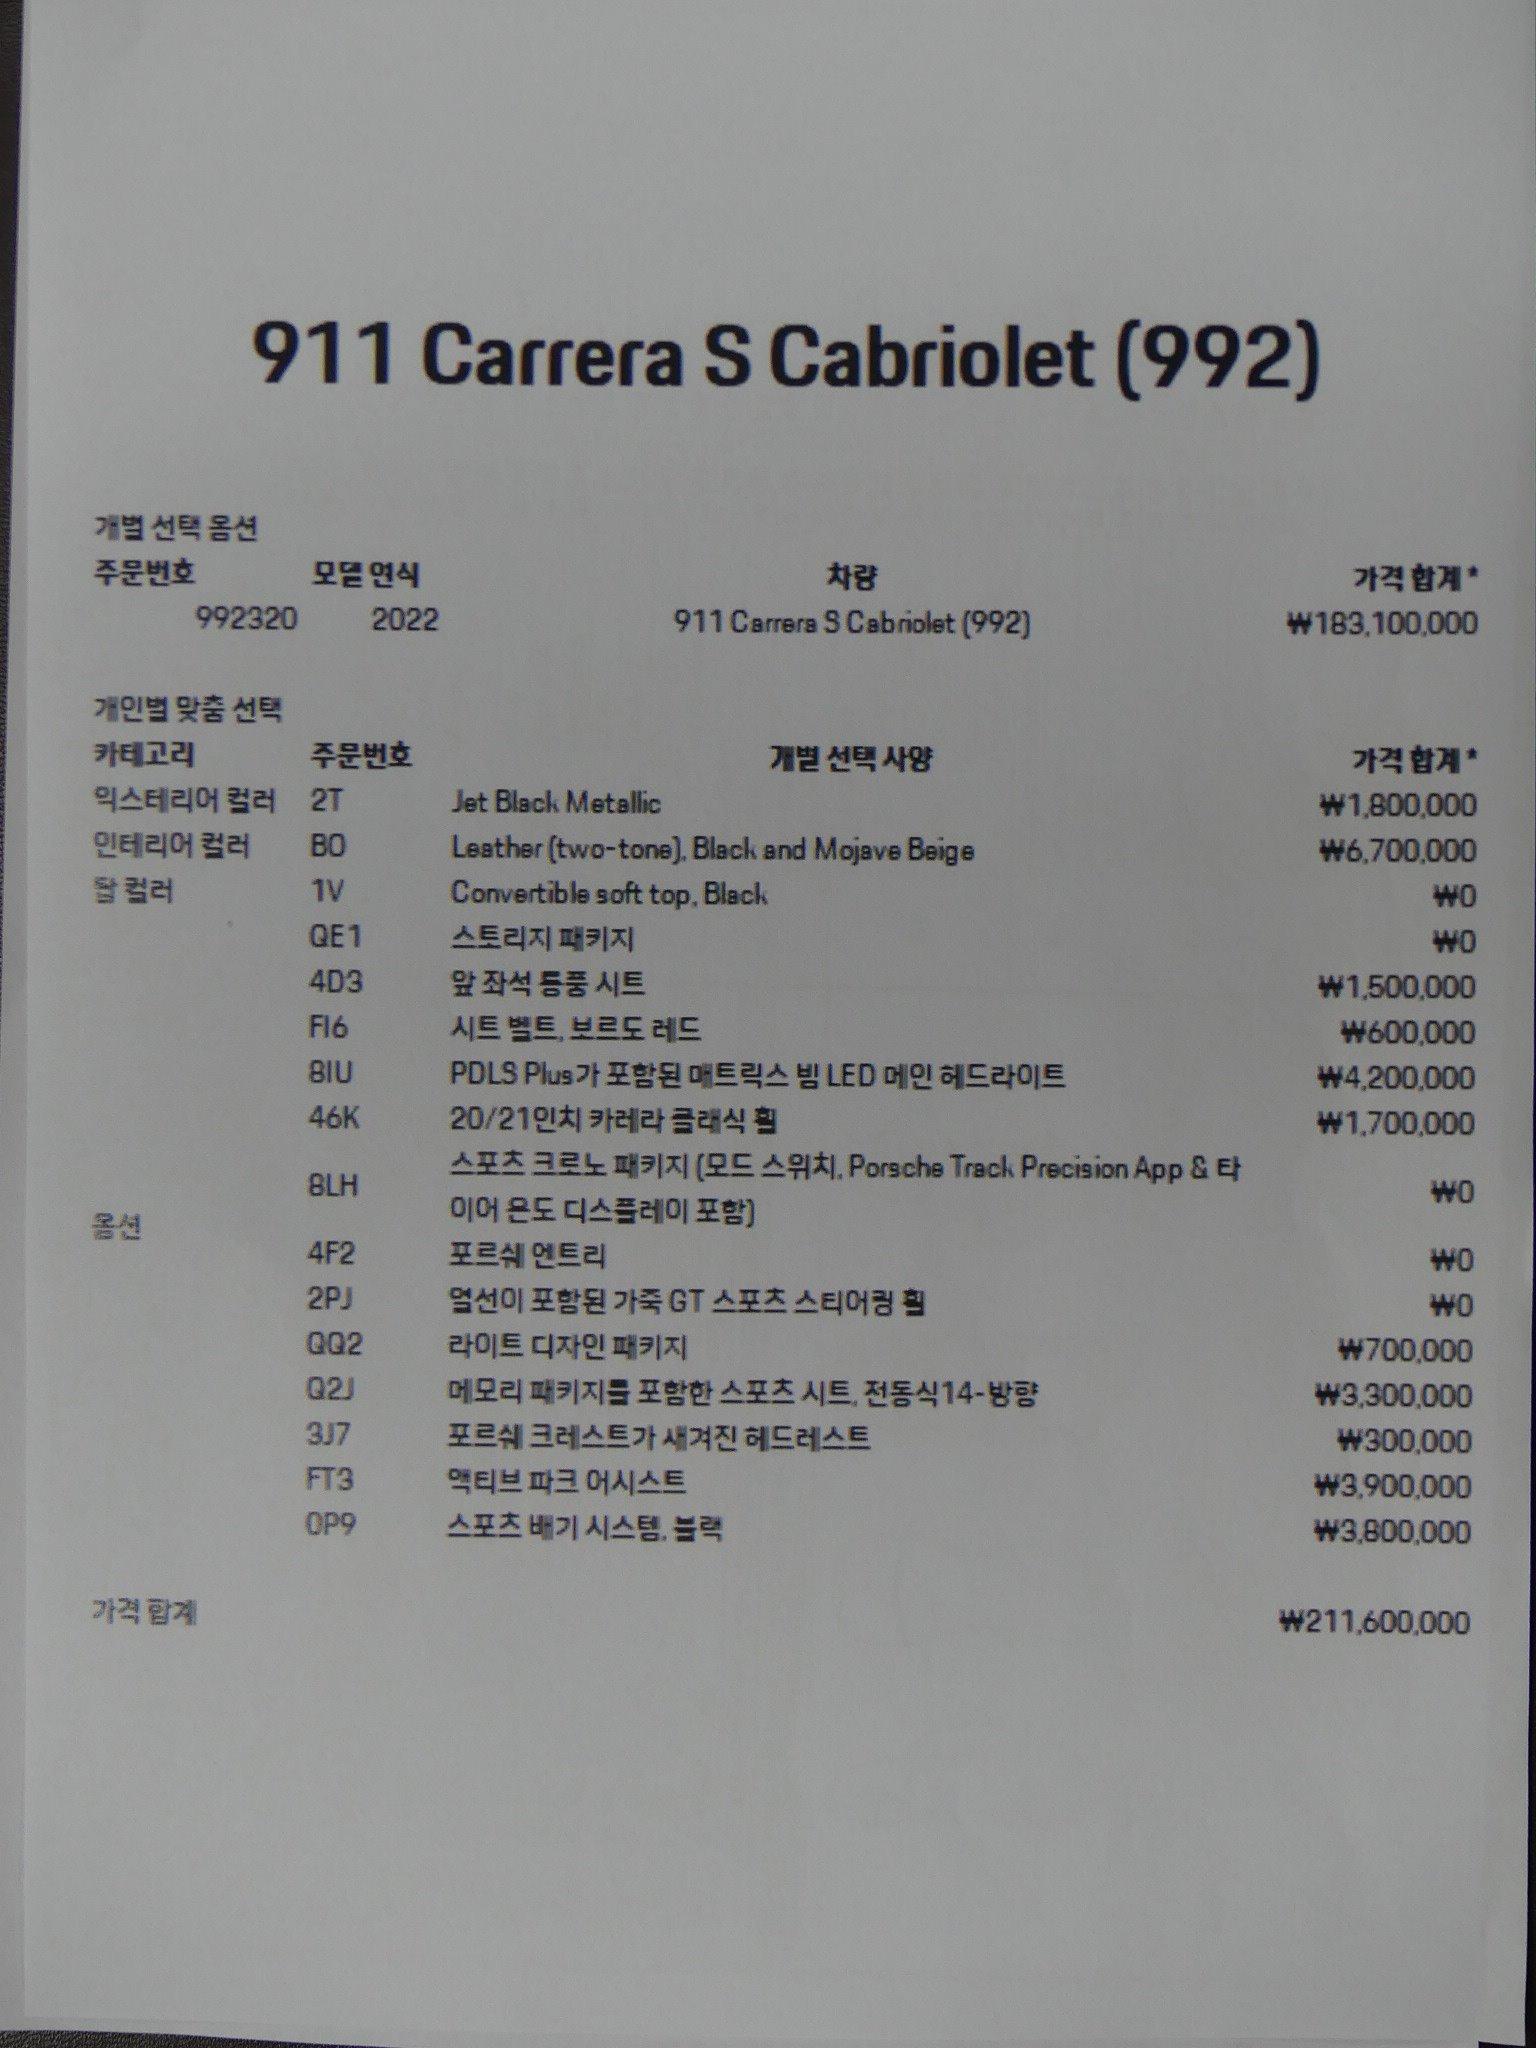 911 Carrera S Cabriolet (992)
개별 선택 옵션
주문번호 모델 연식 차량 가격 합계 *
992320 2022 911 Carrera S Cabriolet (992) ₩183,100,000
개인별 맞춤 선택
카테고리 주문번호 개별 선택 사양 가격 합계 *
익스테리어 컬러 2T Jet Black Metallic ₩1,800,000
인테리어 컬러 BO Leather (two-tone), Black and Mojave Beige ₩6,700,000
탑 컬러 1V Convertible soft top, Black ₩0
QE1 스토리지 패키지 ₩0
4D3 앞 좌석 통풍 시트 ₩1,500,000
FI6 시트 벨트, 보르도 레드 ₩600,000
8IU PDLS Plus가 포함된 매트릭스 빔 LED 메인 헤드라이트 ₩4,200,000
46K 20/21인치 카레라 클래식 휠 ₩1,700,000
8LH 스포츠 크로노 패키지 (모드 스위치, Porsche Track Precision App & 타
이어 온도 디스플레이 포함) ₩0
옵션
4F2 포르쉐 엔트리 ₩0
2PJ 열선이 포함된 가죽 GT 스포츠 스티어링 휠 ₩0
QQ2 라이트 디자인 패키지 ₩700,000
Q2J 메모리 패키지를 포함한 스포츠 시트, 전동식14-방향 ₩3,300,000
3J7 포르쉐 크레스트가 새겨진 헤드레스트 ₩300,000
FT3 액티브 파크 어시스트 ₩3,900,000
0P9 스포츠 배기 시스템, 블랙 ₩3,800,000
가격 합계 ₩211,600,000